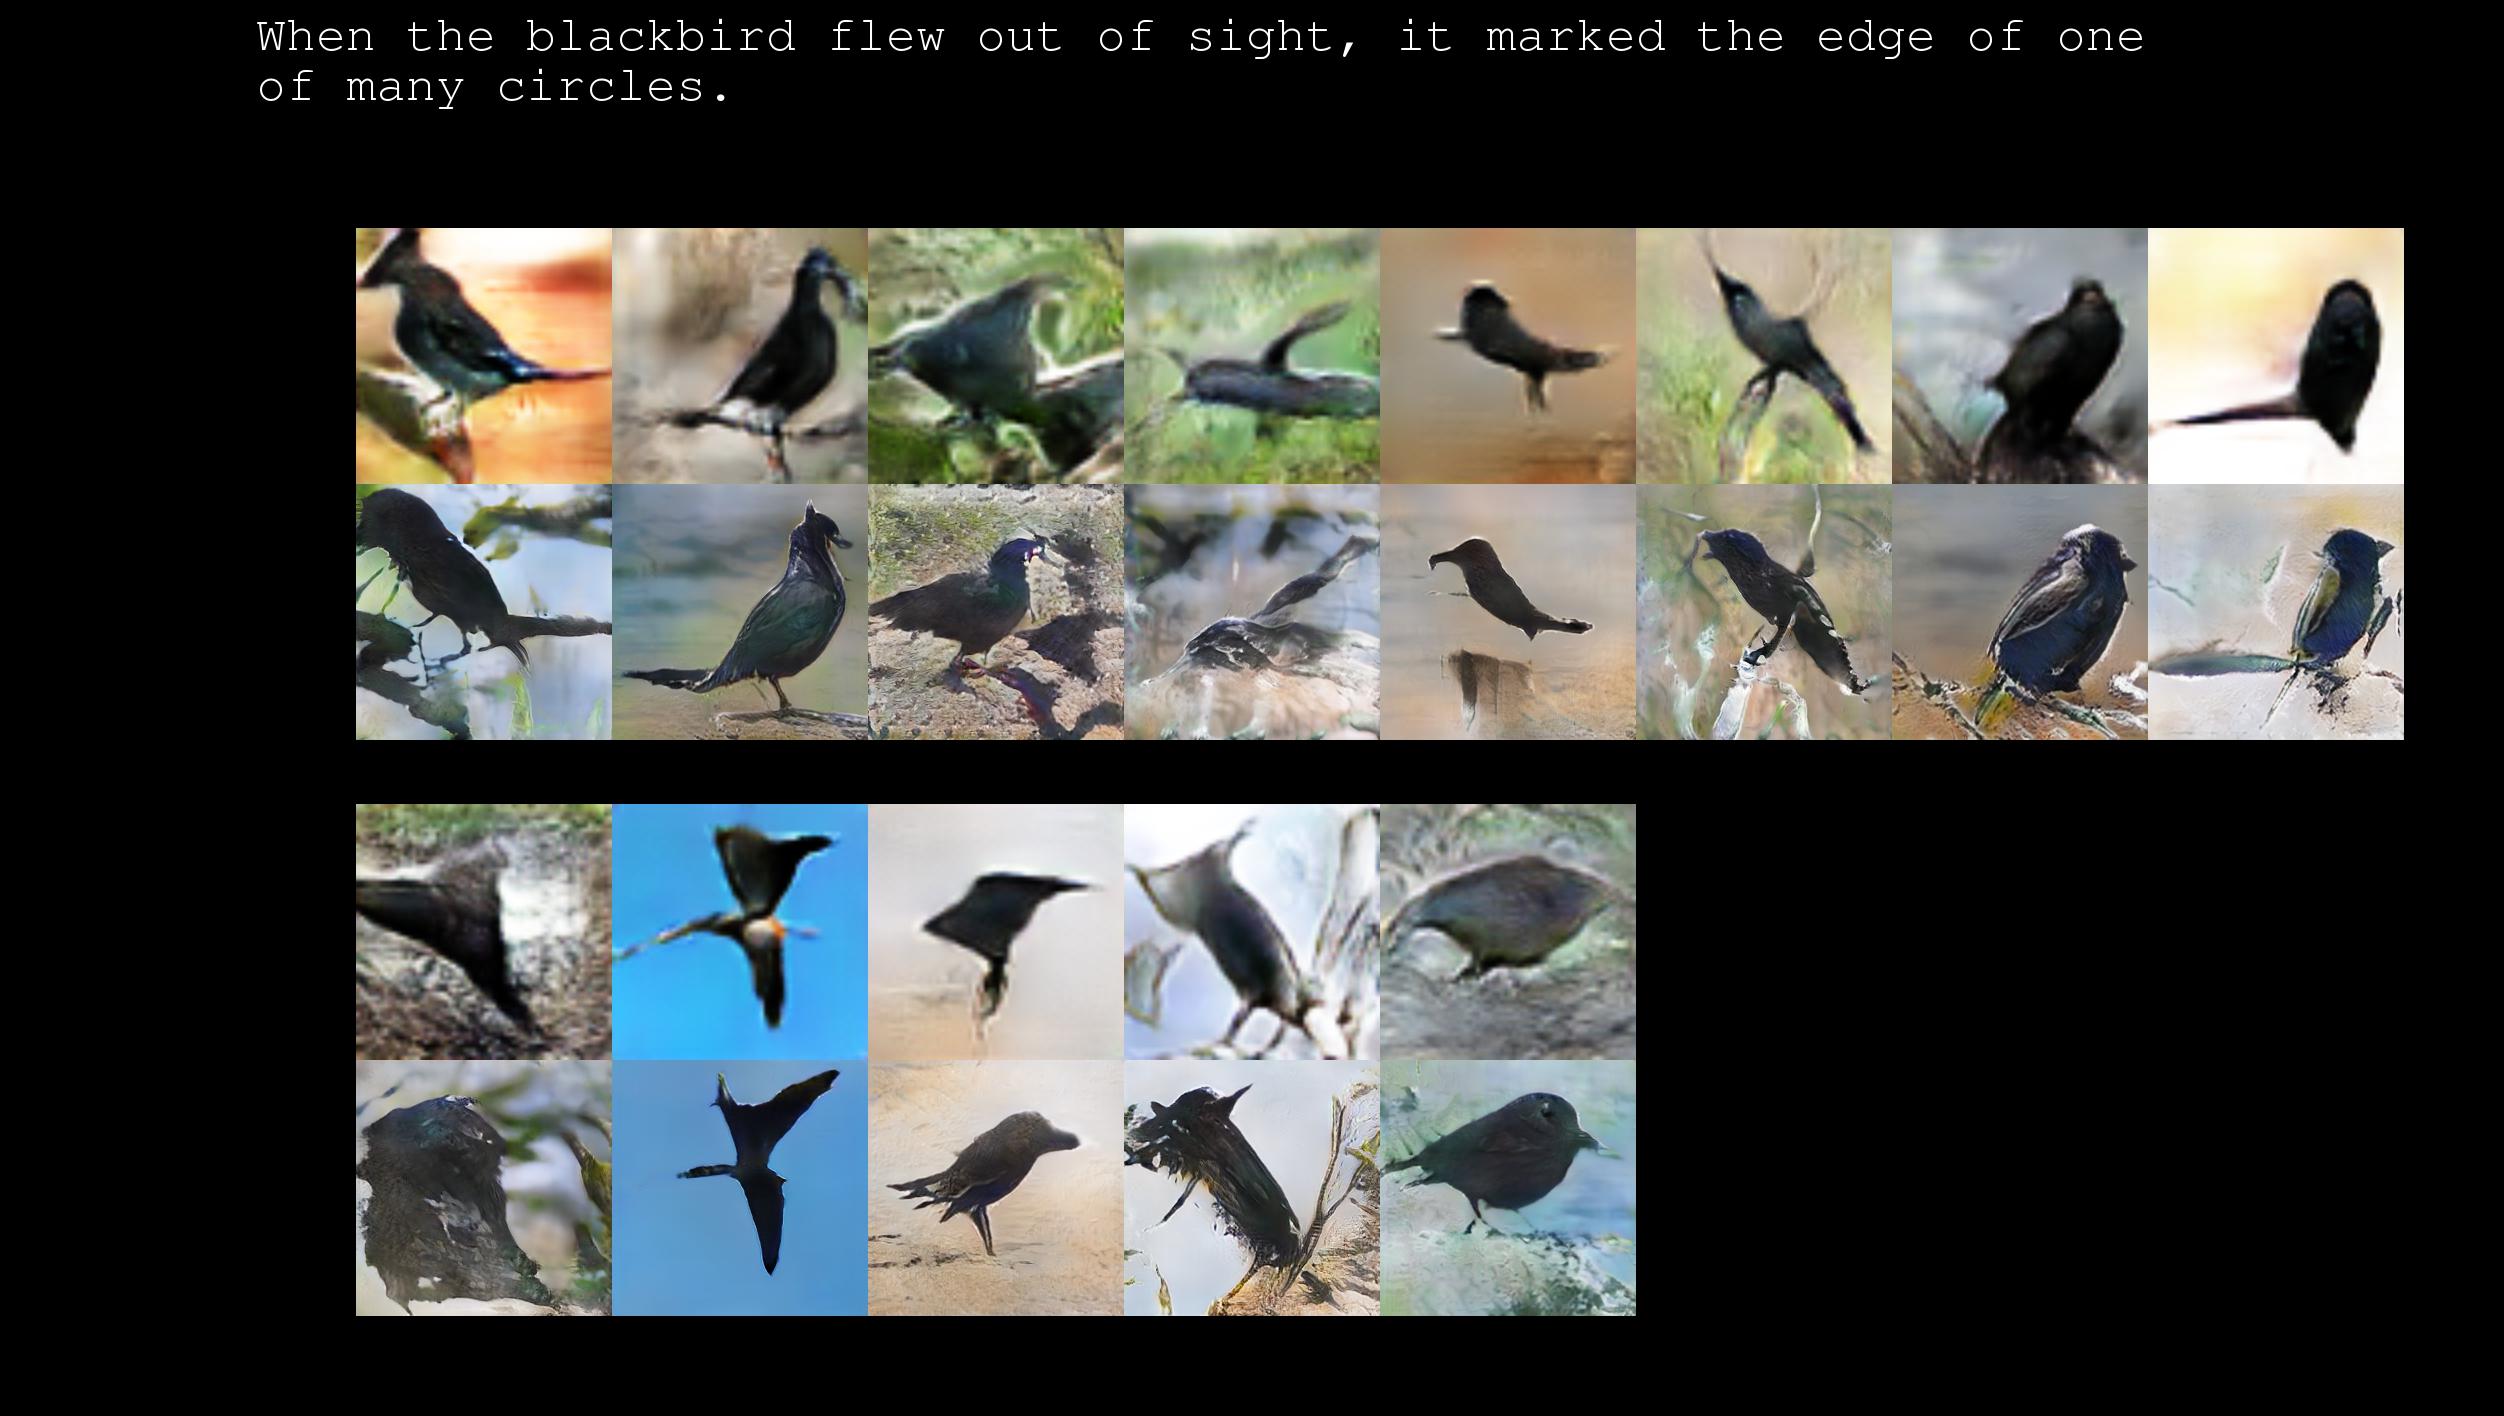 When the blackbird flew out of sight, it marked the edge of one
of many circles.